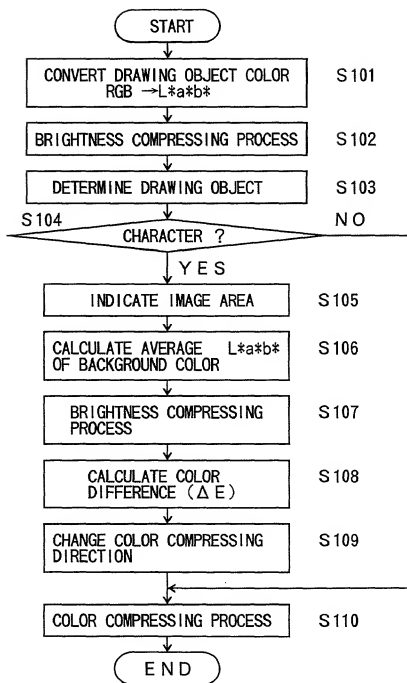 START
CONVERT DRAWING OBJECT COLOR S101
RGB →L*a*b*
BRIGHTNESS COMPRESSING PROCESS S102
DETERMINE DRAWING OBJECT S103
S104 NO
CHARACTER ?
YES
INDICATE IMAGE AREA S105
CALCULATE AVERAGE L*a*b* S106
OF BACKGROUND COLOR
BRIGHTNESS COMPRESSING S107
PROCESS
CALCULATE COLOR S108
DIFFERENCE (ΔE)
CHANGE COLOR COMPRESSING S109
DIRECTION
COLOR COMPRESSING PROCESS S110
END